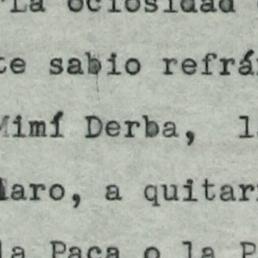 La ociosidad
te sabio refrá
Mimí Derba, l
laro, a quitar
la Paca o la P